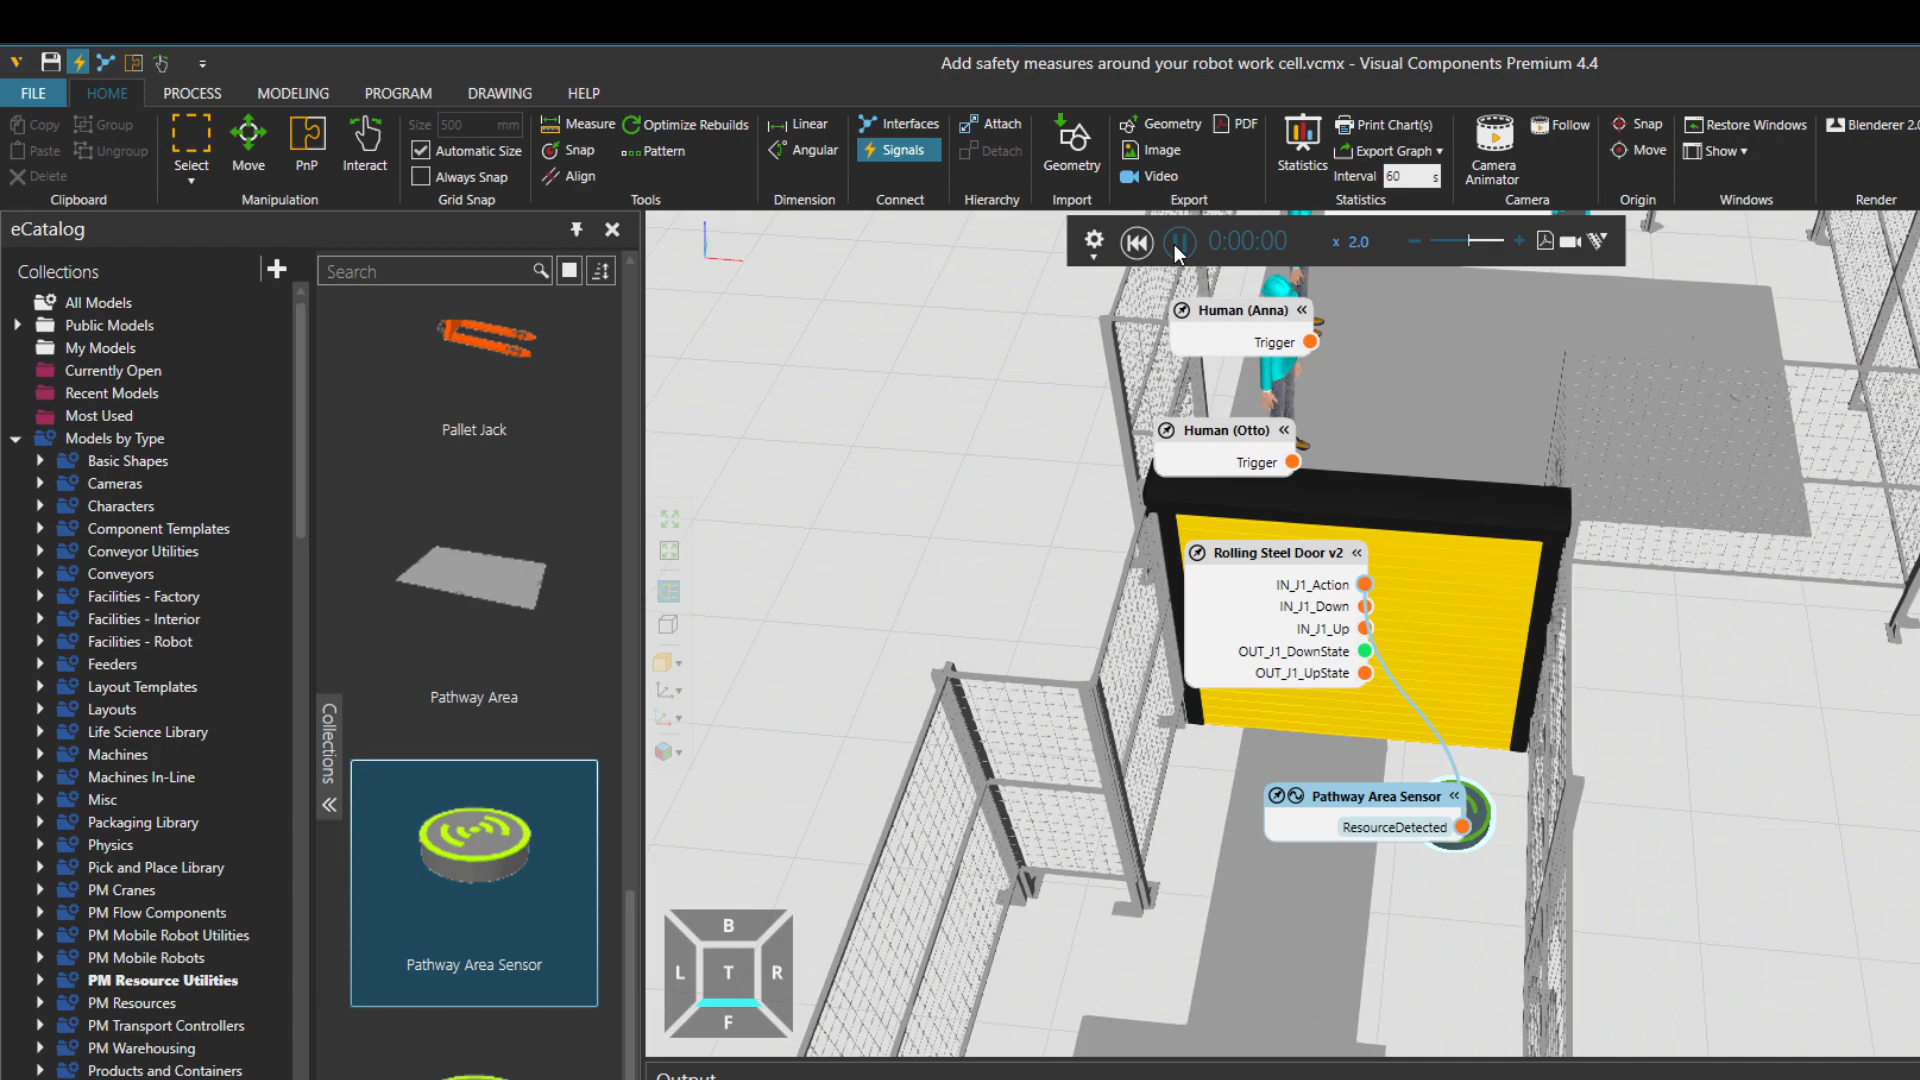 Add safety measures around your robot work cell.vcmx - Visual Components Premium 4.4
FILE HOME PROCESS MODELING PROGRAM DRAWING HELP
Copy Group
Paste Ungroup
Delete
Clipboard
Select Move PnP Interact
Manipulation
Size 500 mm
Automatic Size
Always Snap
Grid Snap
Measure Optimize Rebuilds
Snap Pattern
Align
Tools
Linear
Angular
Dimension
Interfaces
Signals
Connect
Attach
Detach
Hierarchy
Geometry
Import
Geometry PDF
Image
Video
Export
Statistics
Print Chart(s)
Export Graph
Interval 60 s
Statistics
Camera
Animator
Follow
Camera
Snap
Move
Origin
Restore Windows
Show
Windows
Blenderer 2.0
Render
eCatalog
Collections
All Models
Public Models
My Models
Currently Open
Recent Models
Most Used
Models by Type
Basic Shapes
Cameras
Characters
Component Templates
Conveyor Utilities
Conveyors
Facilities - Factory
Facilities - Interior
Facilities - Robot
Feeders
Layout Templates
Layouts
Life Science Library
Machines
Machines In-Line
Misc
Packaging Library
Physics
Pick and Place Library
PM Cranes
PM Flow Components
PM Mobile Robot Utilities
PM Mobile Robots
PM Resource Utilities
PM Resources
PM Transport Controllers
PM Warehousing
Products and Containers
Collections
Search
Pallet Jack
Pathway Area
Pathway Area Sensor
0:00:00 x 2.0
Human (Anna)
Trigger
Human (Otto)
Trigger
Rolling Steel Door v2
IN_J1_Action
IN_J1_Down
IN_J1_Up
OUT_J1_DownState
OUT_J1_UpState
Pathway Area Sensor
ResourceDetected
B
L T R
F
Output